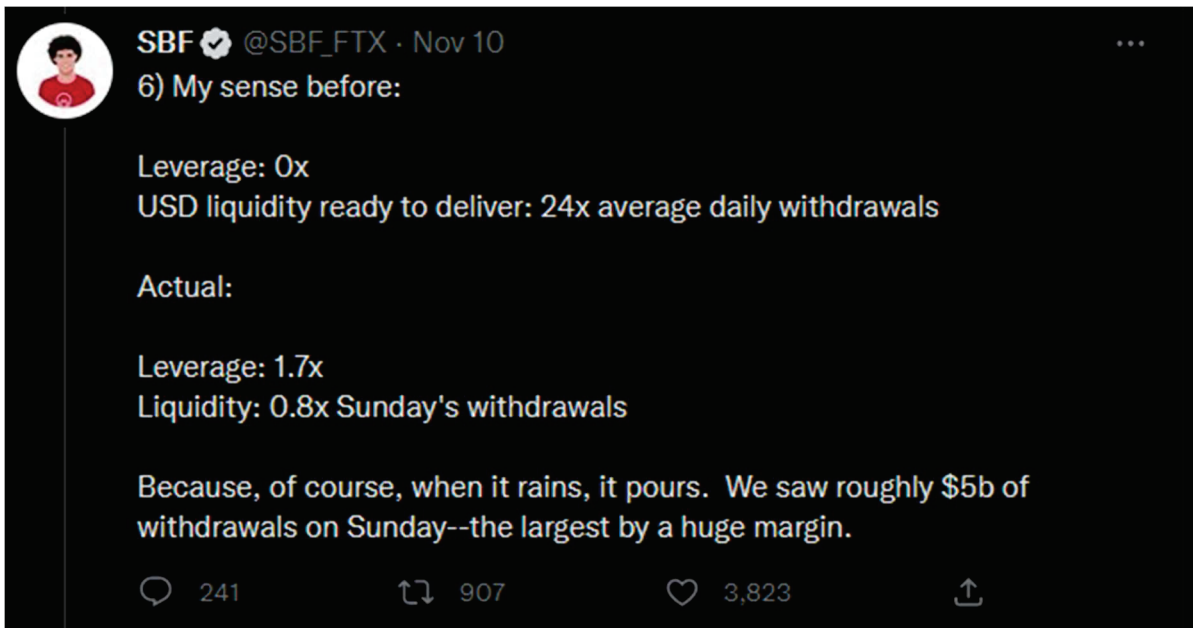 SBF @SBF_FTX · Nov 10
6) My sense before:
Leverage: 0x
USD liquidity ready to deliver: 24x average daily withdrawals
Actual:
Leverage: 1.7x
Liquidity: 0.8x Sunday's withdrawals
Because, of course, when it rains, it pours.  We saw roughly $5b of
withdrawals on Sunday--the largest by a huge margin.
241 907 3,823